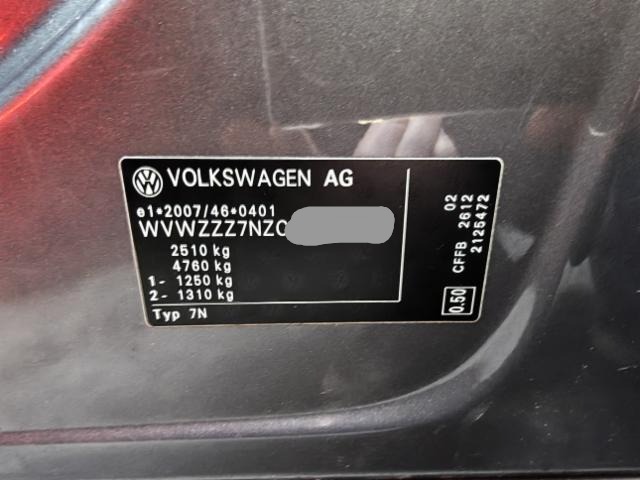 VOLKSWAGEN AG
e1*2007/46*0401
WVWZZZ7NZC
2510 kg
4760 kg
1- 1250 kg
2- 1310 kg
Typ 7N
02
CFFB 2612
2125472
0.50